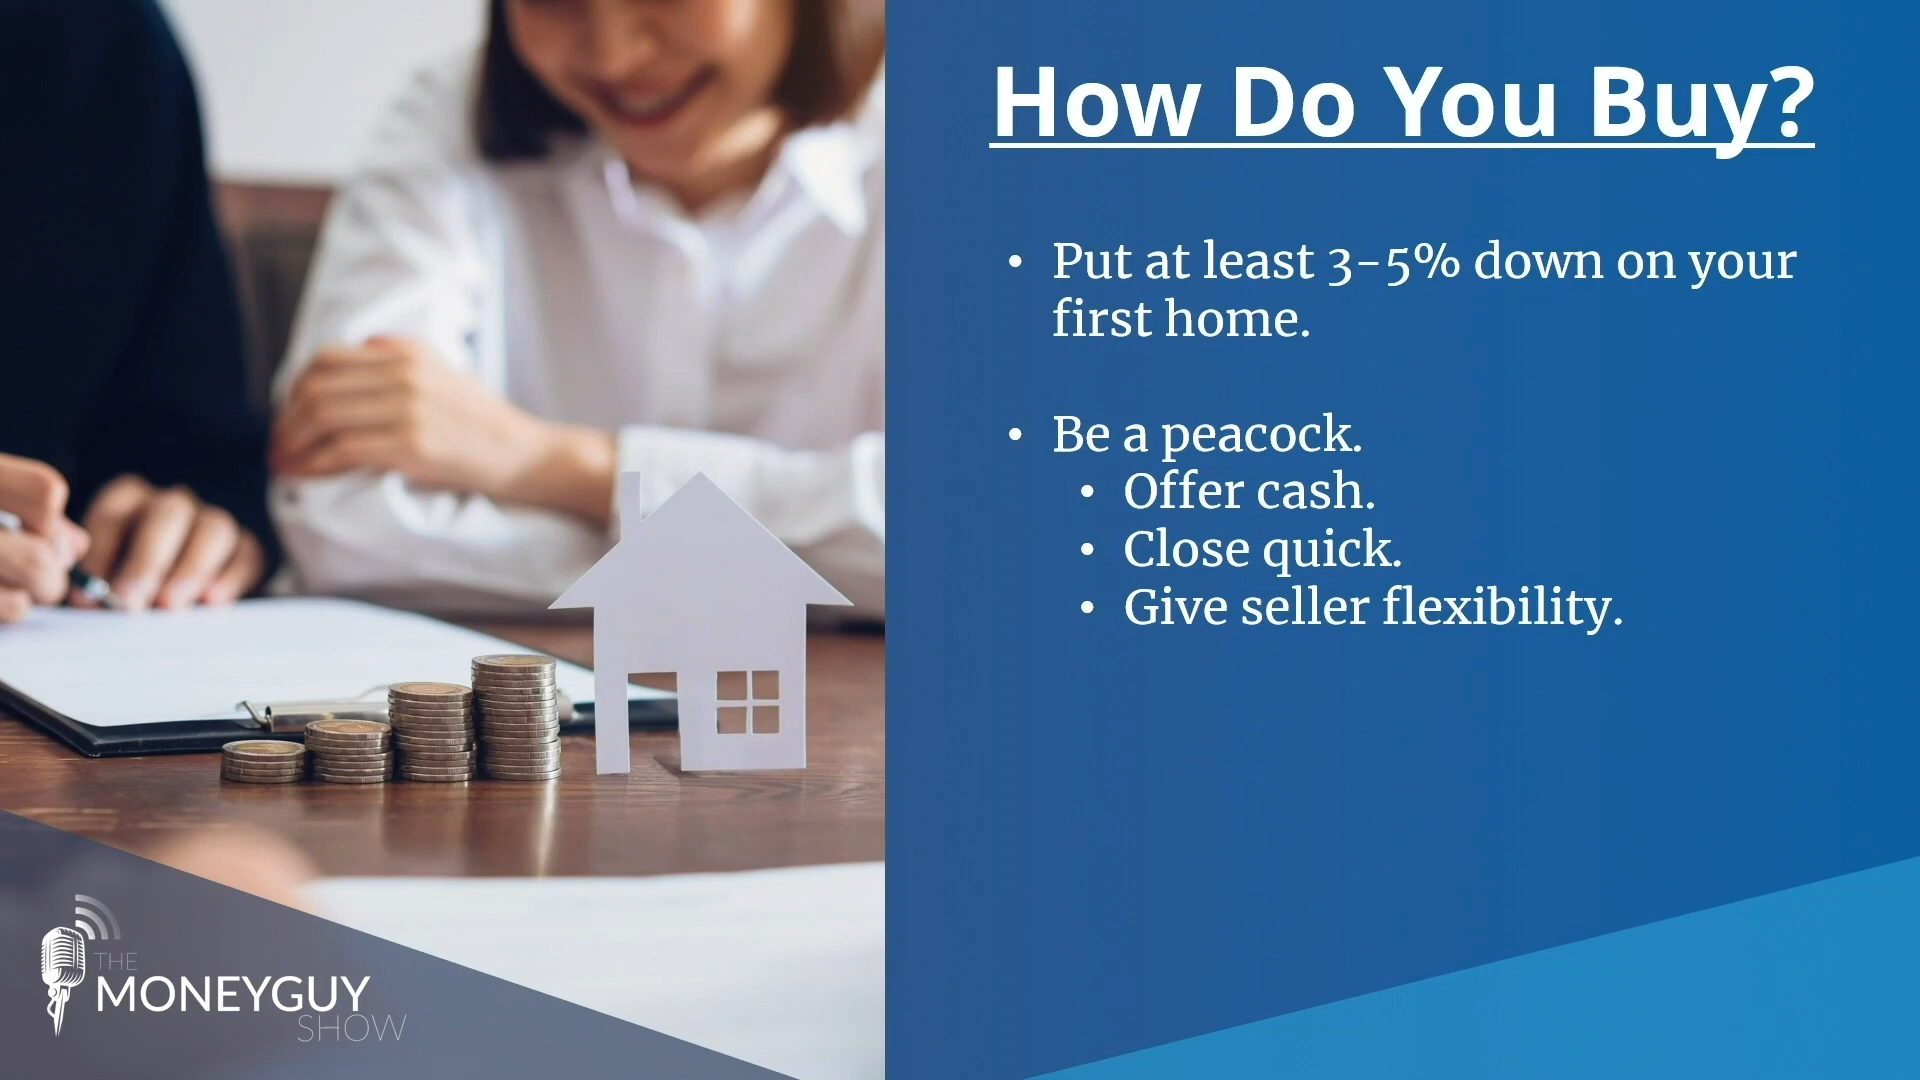 How Do You Buy?
• Put at least 3-5% down on your
first home.
• Be a peacock.
• Offer cash.
• Close quick.
• Give seller flexibility.
THE
MONEYGUY
SHOW